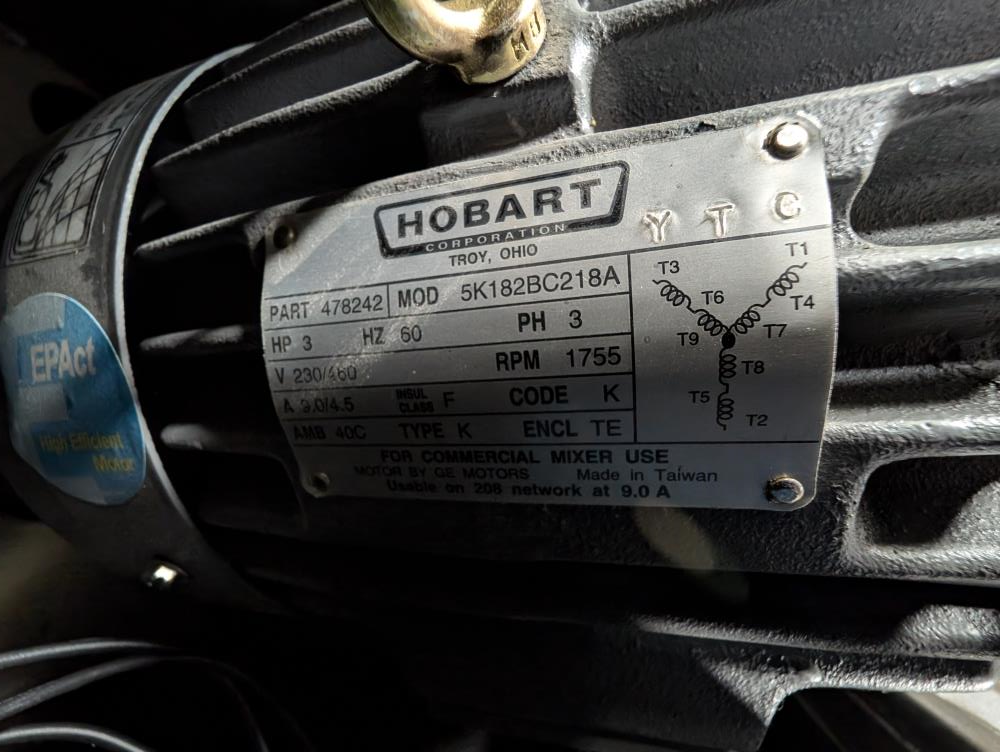 HOBART
CORPORATION
TROY, OHIO
Y T C
PART 478242 MOD 5K182BC218A
HP 3 HZ 60 PH 3
V 230/460 RPM 1755
A 9.0/4.5 INSUL CLASS F CODE K
AMB 40C TYPE K ENCL TE
FOR COMMERCIAL MIXER USE
MOTOR BY GE MOTORS Made in Taiwan
Usable on 208 network at 9.0 A
T3 T1
T6 T4
T9 T7
T8
T5
T2
EPAct
High Efficient
Motor